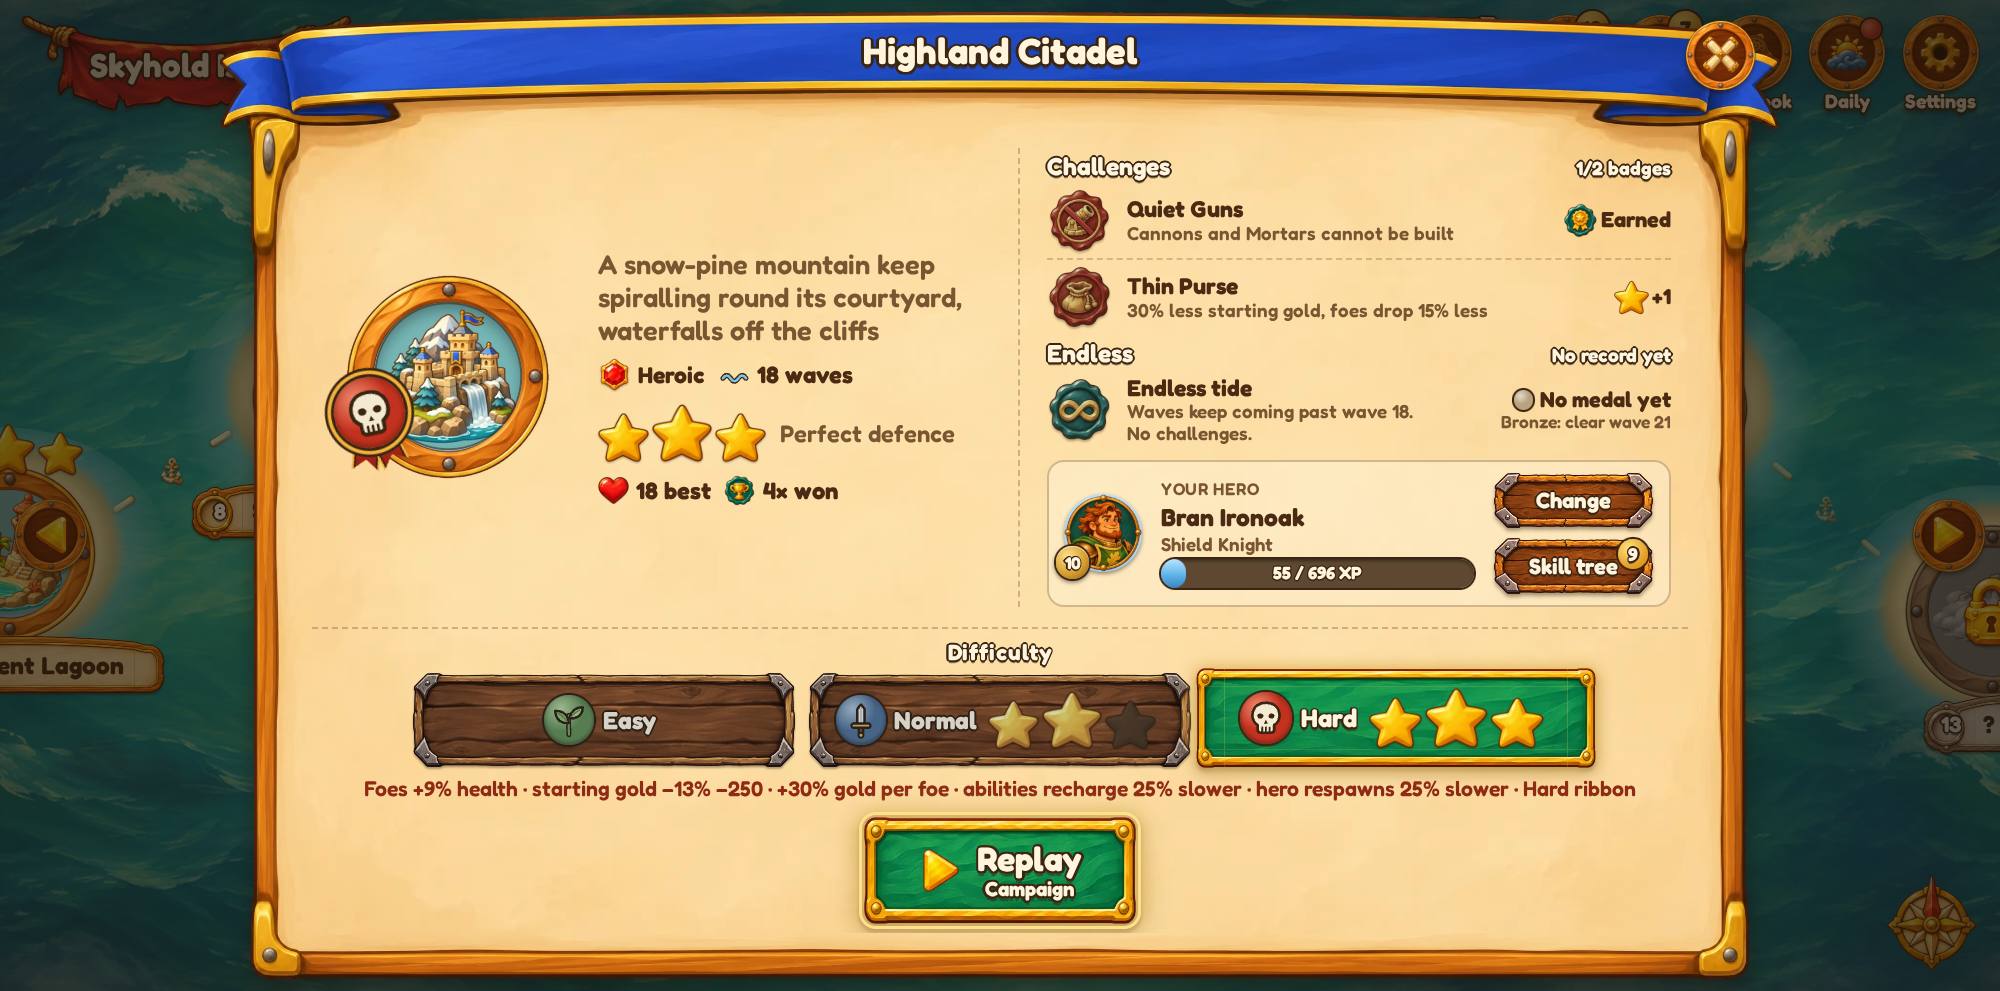 Highland Citadel
Skyhold
Daily
Settings
A snow-pine mountain keep
spiralling round its courtyard,
waterfalls off the cliffs
Heroic
18 waves
Perfect defence
18 best
4x won
Challenges
1/2 badges
Quiet Guns
Cannons and Mortars cannot be built
Earned
Thin Purse
30% less starting gold, foes drop 15% less
+1
Endless
No record yet
Endless tide
Waves keep coming past wave 18.
No challenges.
No medal yet
Bronze: clear wave 21
YOUR HERO
Bran Ironoak
Shield Knight
10
55 / 696 XP
Change
Skill tree
9
8
ent Lagoon
13 ?
Difficulty
Easy
Normal
Hard
Foes +9% health · starting gold −13% −250 · +30% gold per foe · abilities recharge 25% slower · hero respawns 25% slower · Hard ribbon
Replay
Campaign